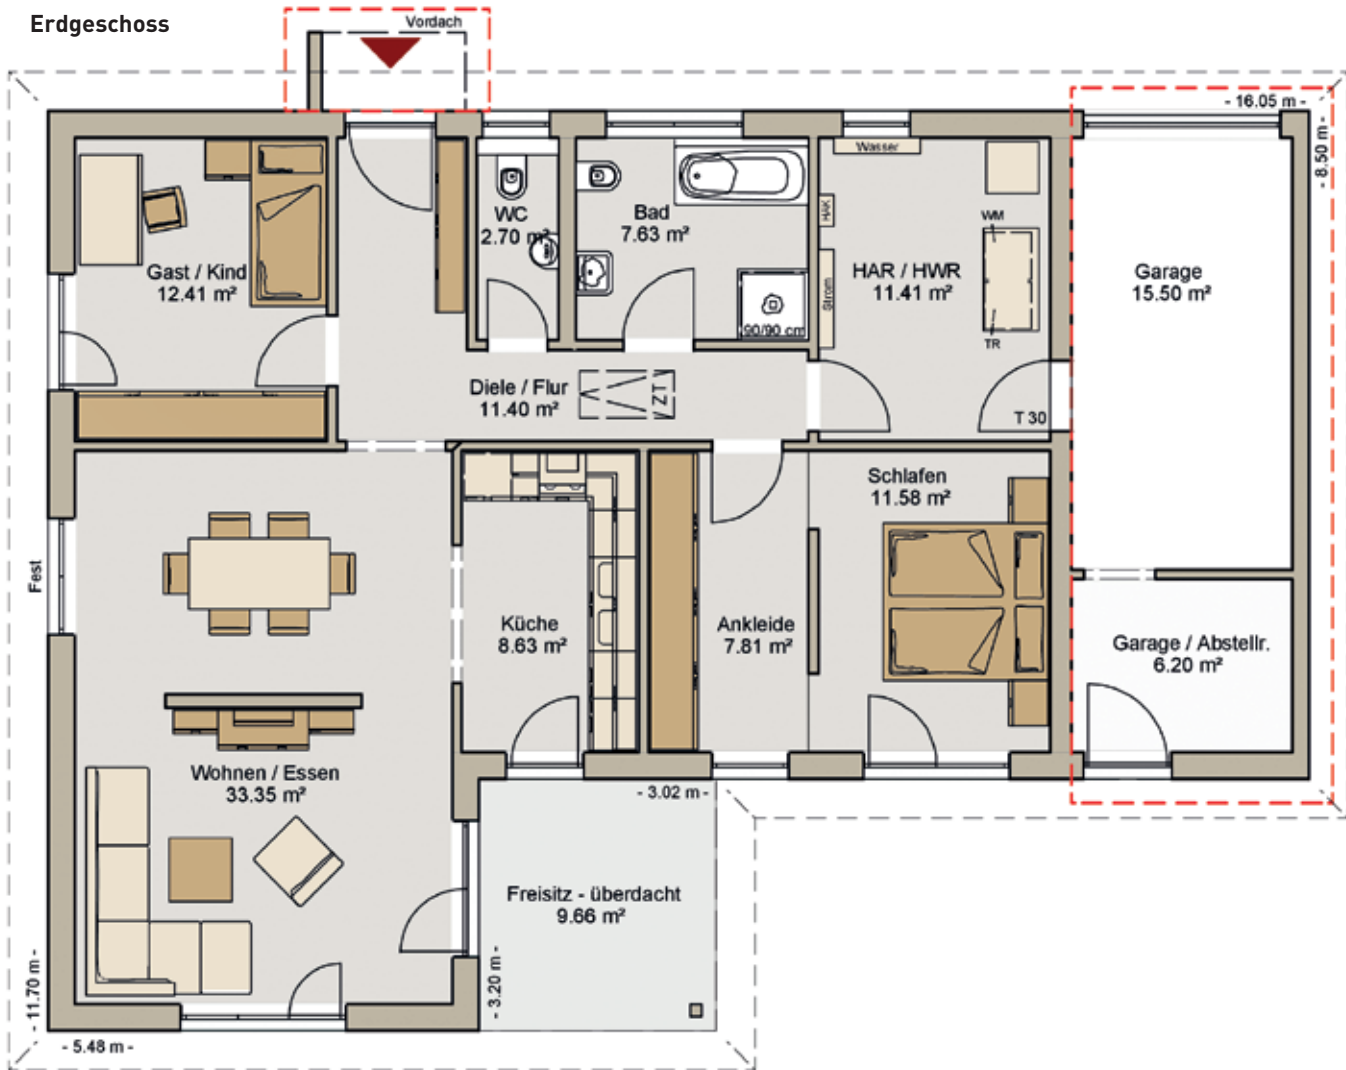 Erdgeschoss
Vordach
- 16.05 m -
- 8.50 m -
Wasser
WC
2.70 m²
Bad
7.63 m²
HAK
WM
Gast / Kind
12.41 m²
HAR / HWR
11.41 m²
Garage
15.50 m²
Strom
90/90 cm
TR
Diele / Flur
11.40 m²
ZT
T 30
Schlafen
11.58 m²
Fest
Küche
8.63 m²
Ankleide
7.81 m²
Garage / Abstellr.
6.20 m²
Wohnen / Essen
33.35 m²
- 3.02 m -
Freisitz - überdacht
9.66 m²
- 11.70 m -
- 3.20 m -
- 5.48 m -